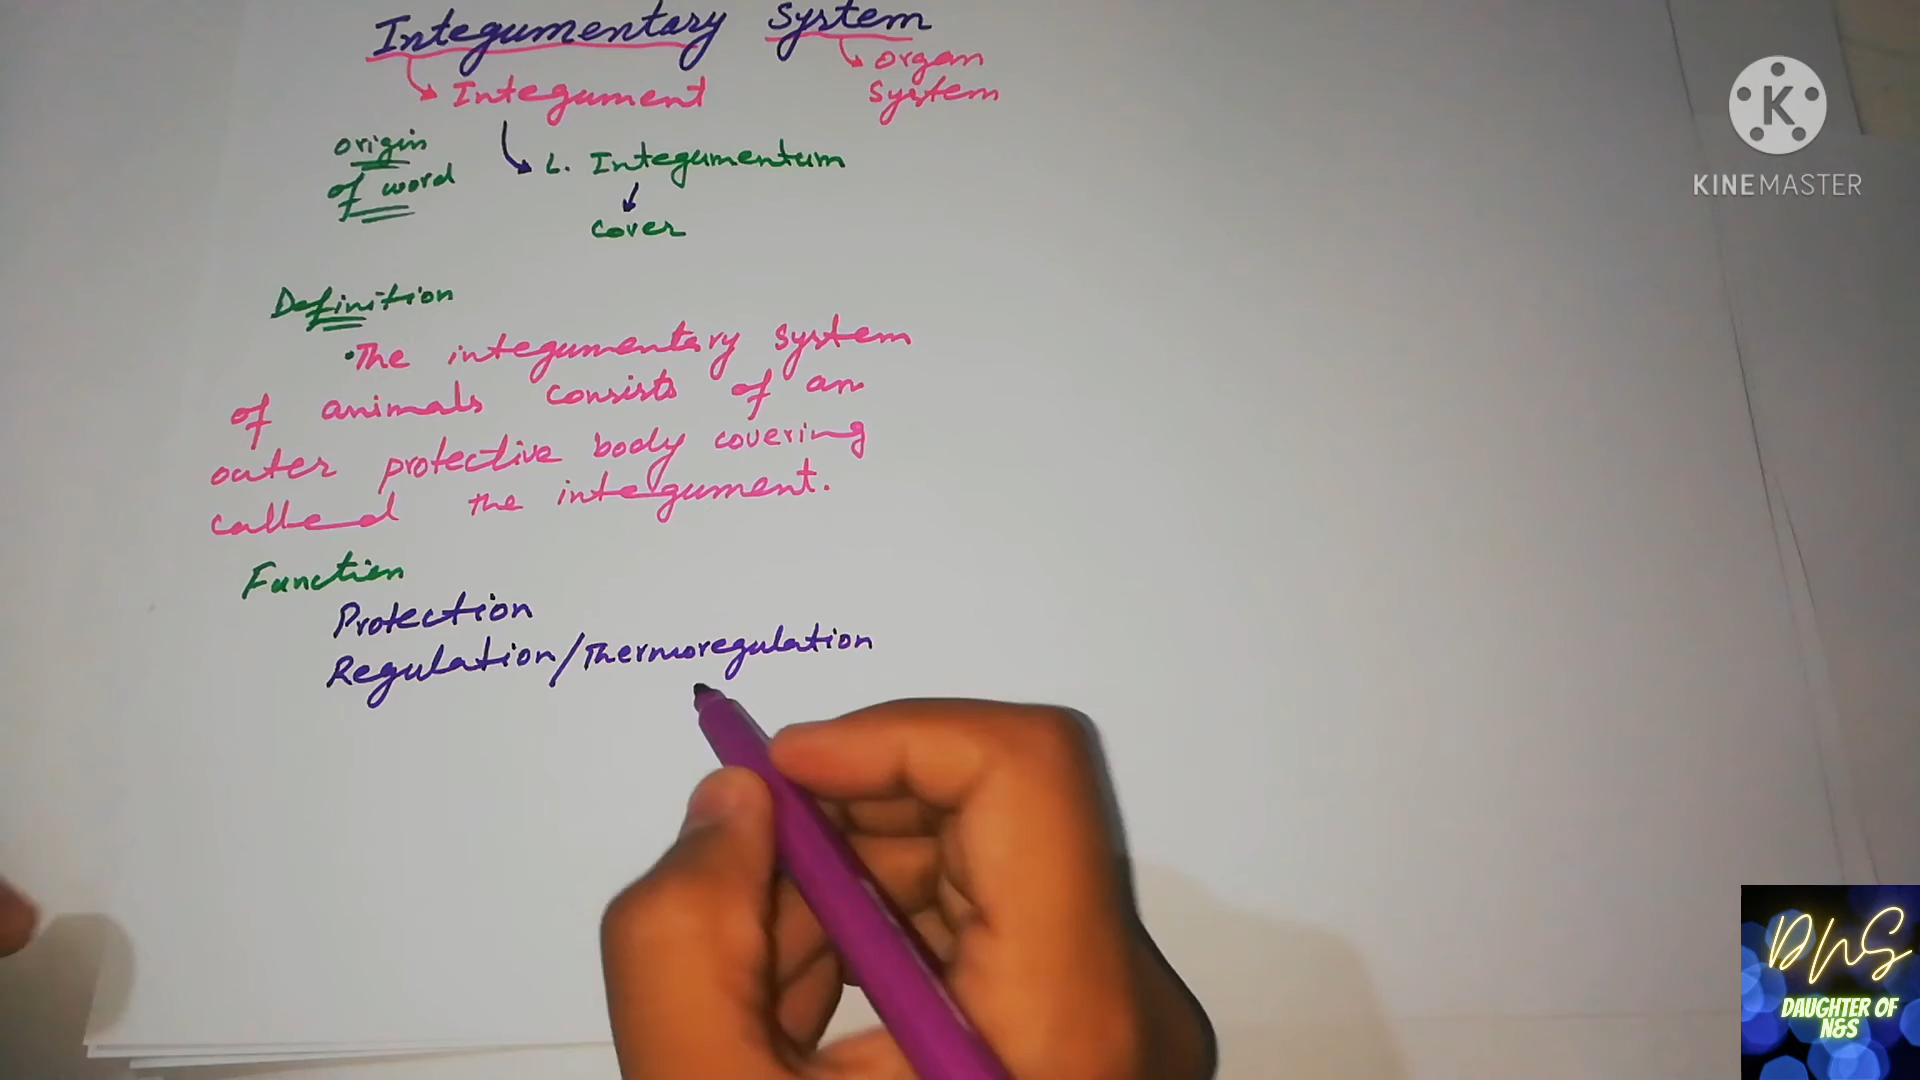 Integumentary System
Integument
organ
system
origin
of word
L. Integumentum
cover
Definition
•The integumentary system
of animals consists of an
outer protective body covering
called the integument.
Function
Protection
Regulation/Thermoregulation
KINEMASTER
K
DNS
DAUGHTER OF
N&S